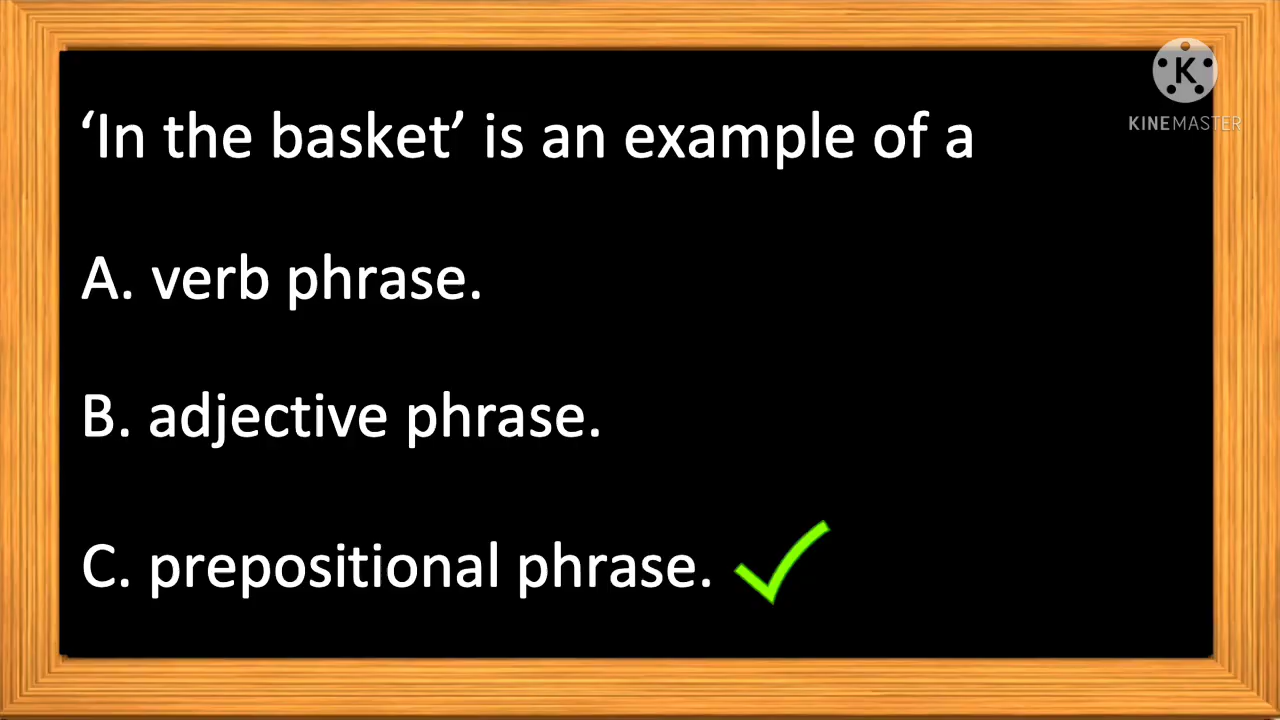 ‘In the basket’ is an example of a
A. verb phrase.
B. adjective phrase.
C. prepositional phrase.
K
KINEMASTER